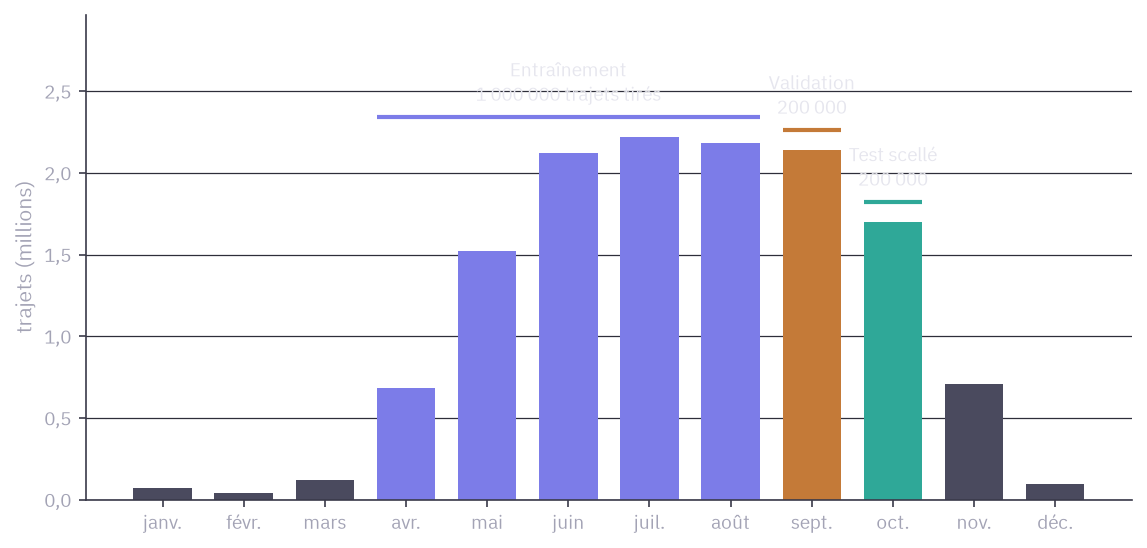 Entraînement
1 000 000 trajets tirés
Validation
200 000
Test scellé
200 000
trajets (millions)
2,5
2,0
1,5
1,0
0,5
0,0
janv.
févr.
mars
avr.
mai
juin
juil.
août
sept.
oct.
nov.
déc.